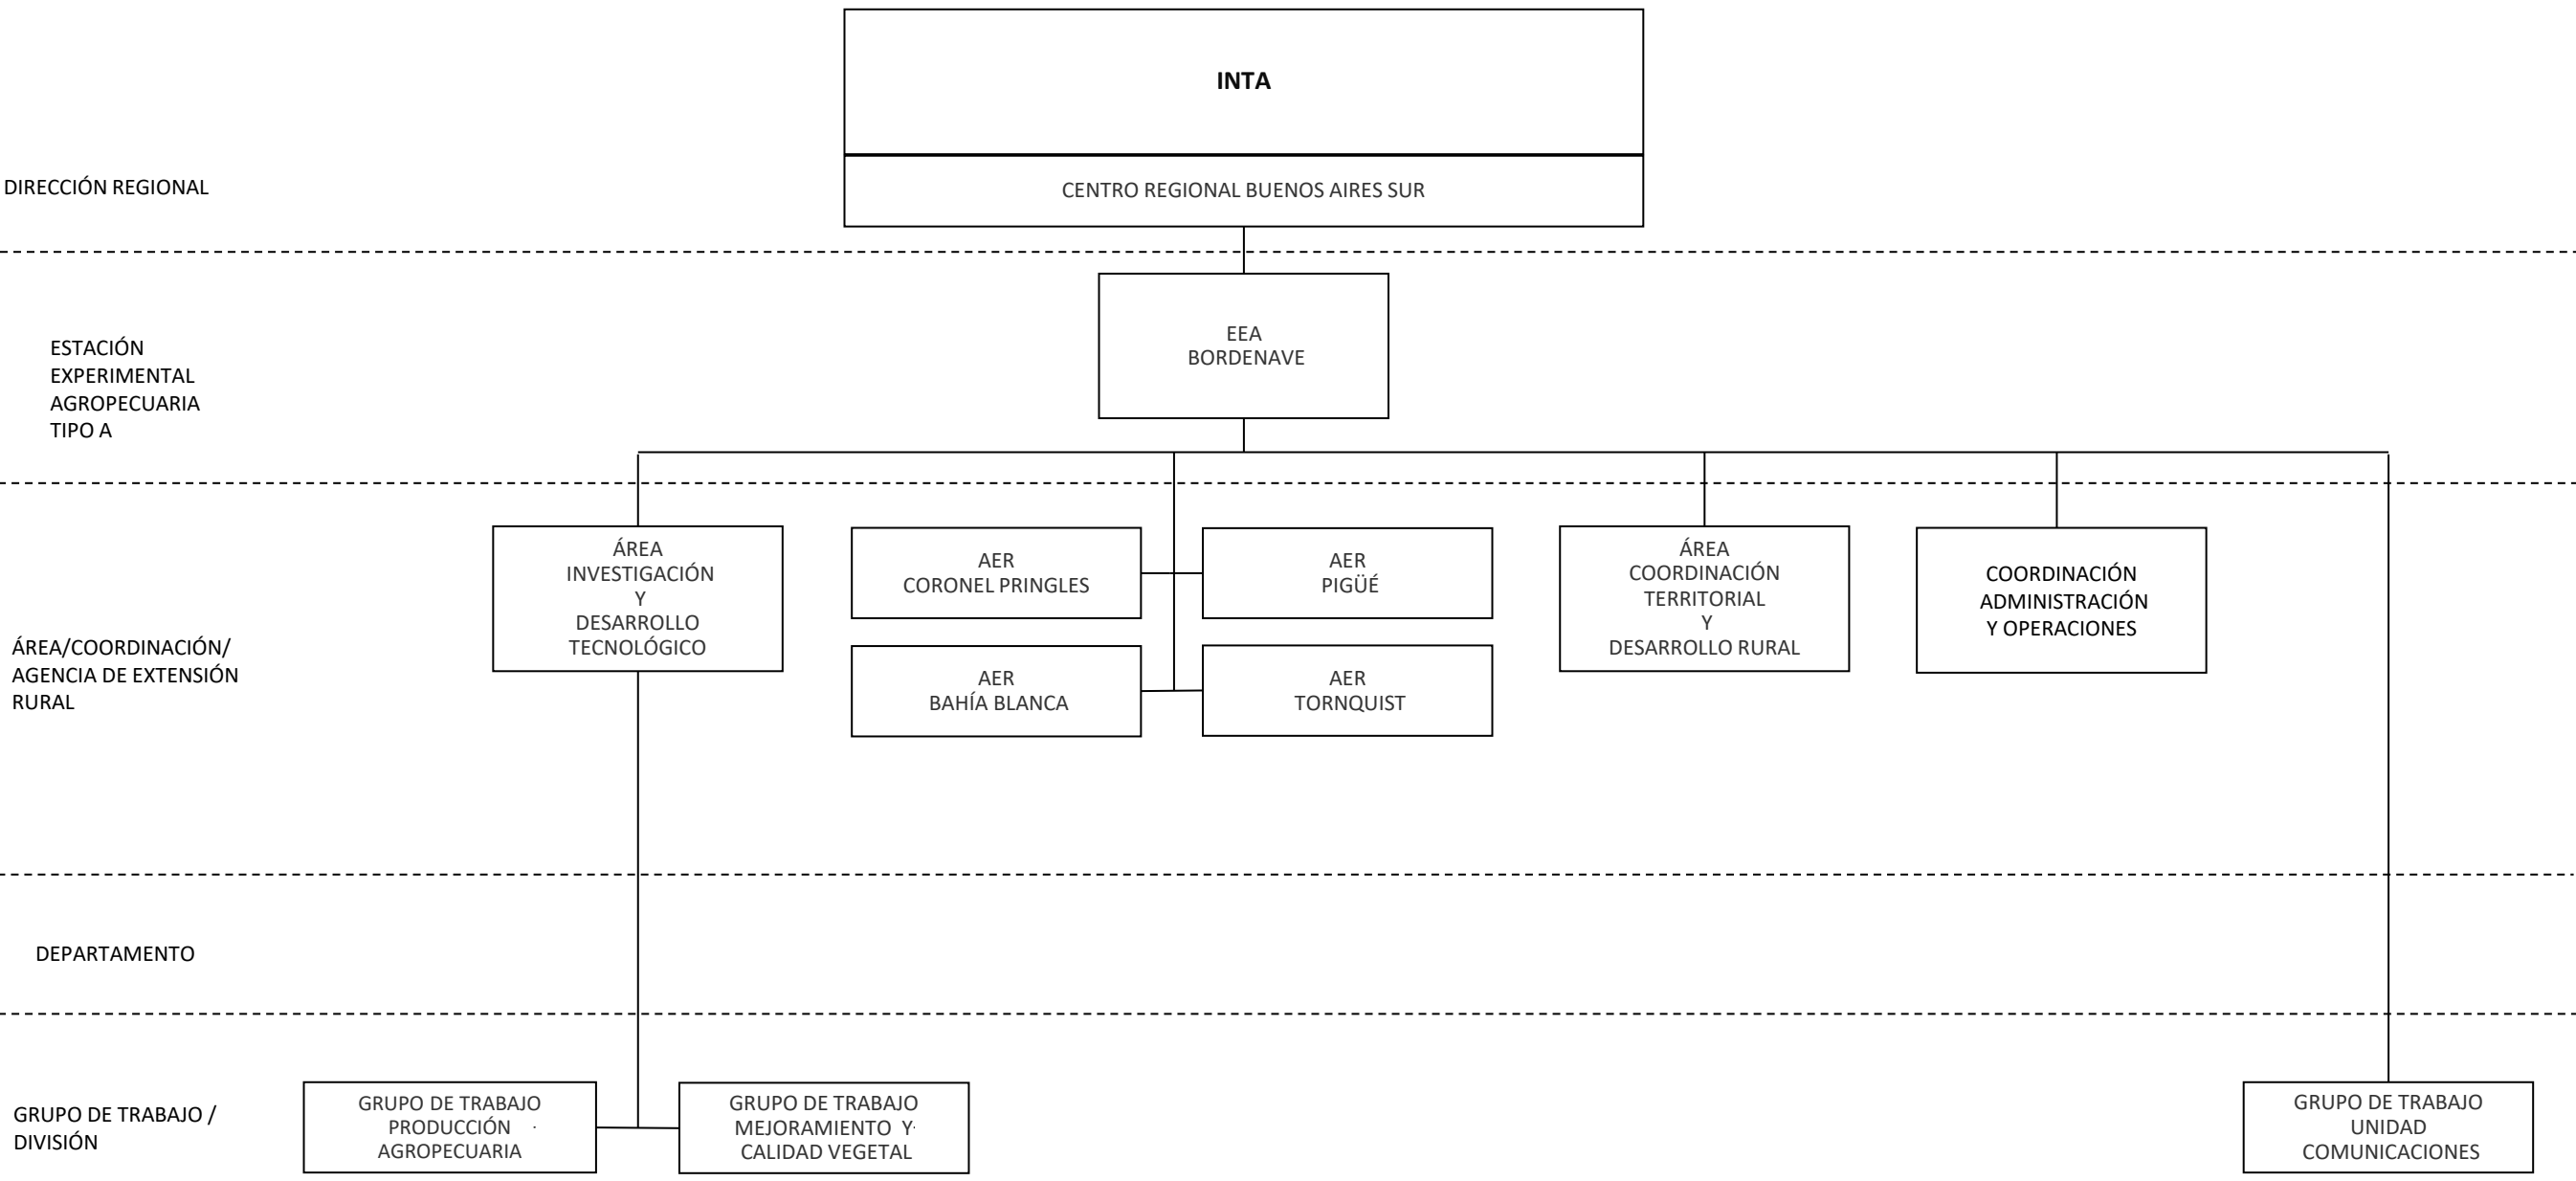 INTA
DIRECCIÓN REGIONAL
CENTRO REGIONAL BUENOS AIRES SUR
ESTACIÓN
EXPERIMENTAL
AGROPECUARIA
TIPO A
EEA
BORDENAVE
ÁREA/COORDINACIÓN/
AGENCIA DE EXTENSIÓN
RURAL
ÁREA
INVESTIGACIÓN
Y
DESARROLLO
TECNOLÓGICO
AER
CORONEL PRINGLES
AER
PIGÜÉ
AER
BAHÍA BLANCA
AER
TORNQUIST
ÁREA
COORDINACIÓN
TERRITORIAL
Y
DESARROLLO RURAL
COORDINACIÓN
ADMINISTRACIÓN
Y OPERACIONES
DEPARTAMENTO
GRUPO DE TRABAJO /
DIVISIÓN
GRUPO DE TRABAJO
PRODUCCIÓN
AGROPECUARIA
GRUPO DE TRABAJO
MEJORAMIENTO Y
CALIDAD VEGETAL
GRUPO DE TRABAJO
UNIDAD
COMUNICACIONES